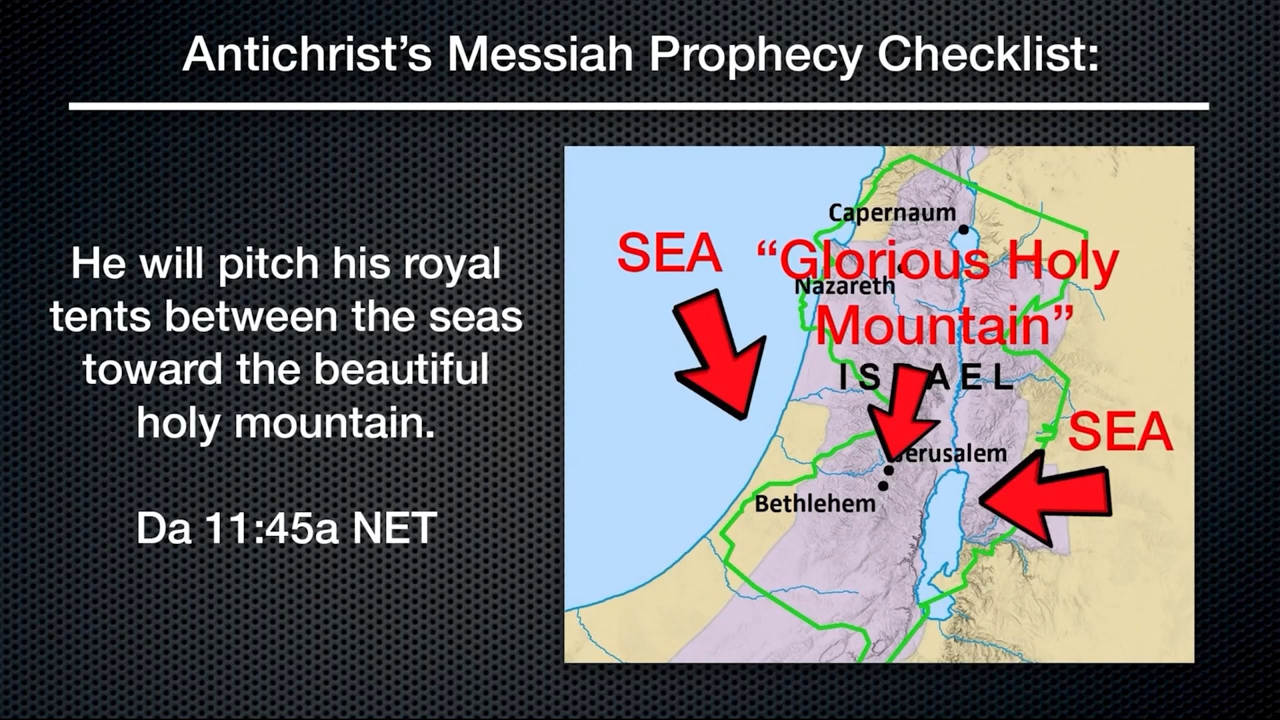 Antichrist’s Messiah Prophecy Checklist:
He will pitch his royal
tents between the seas
toward the beautiful
holy mountain.
Da 11:45a NET
Capernaum
SEA
“Glorious Holy
Nazareth
Mountain”
SEA
Bethlehem